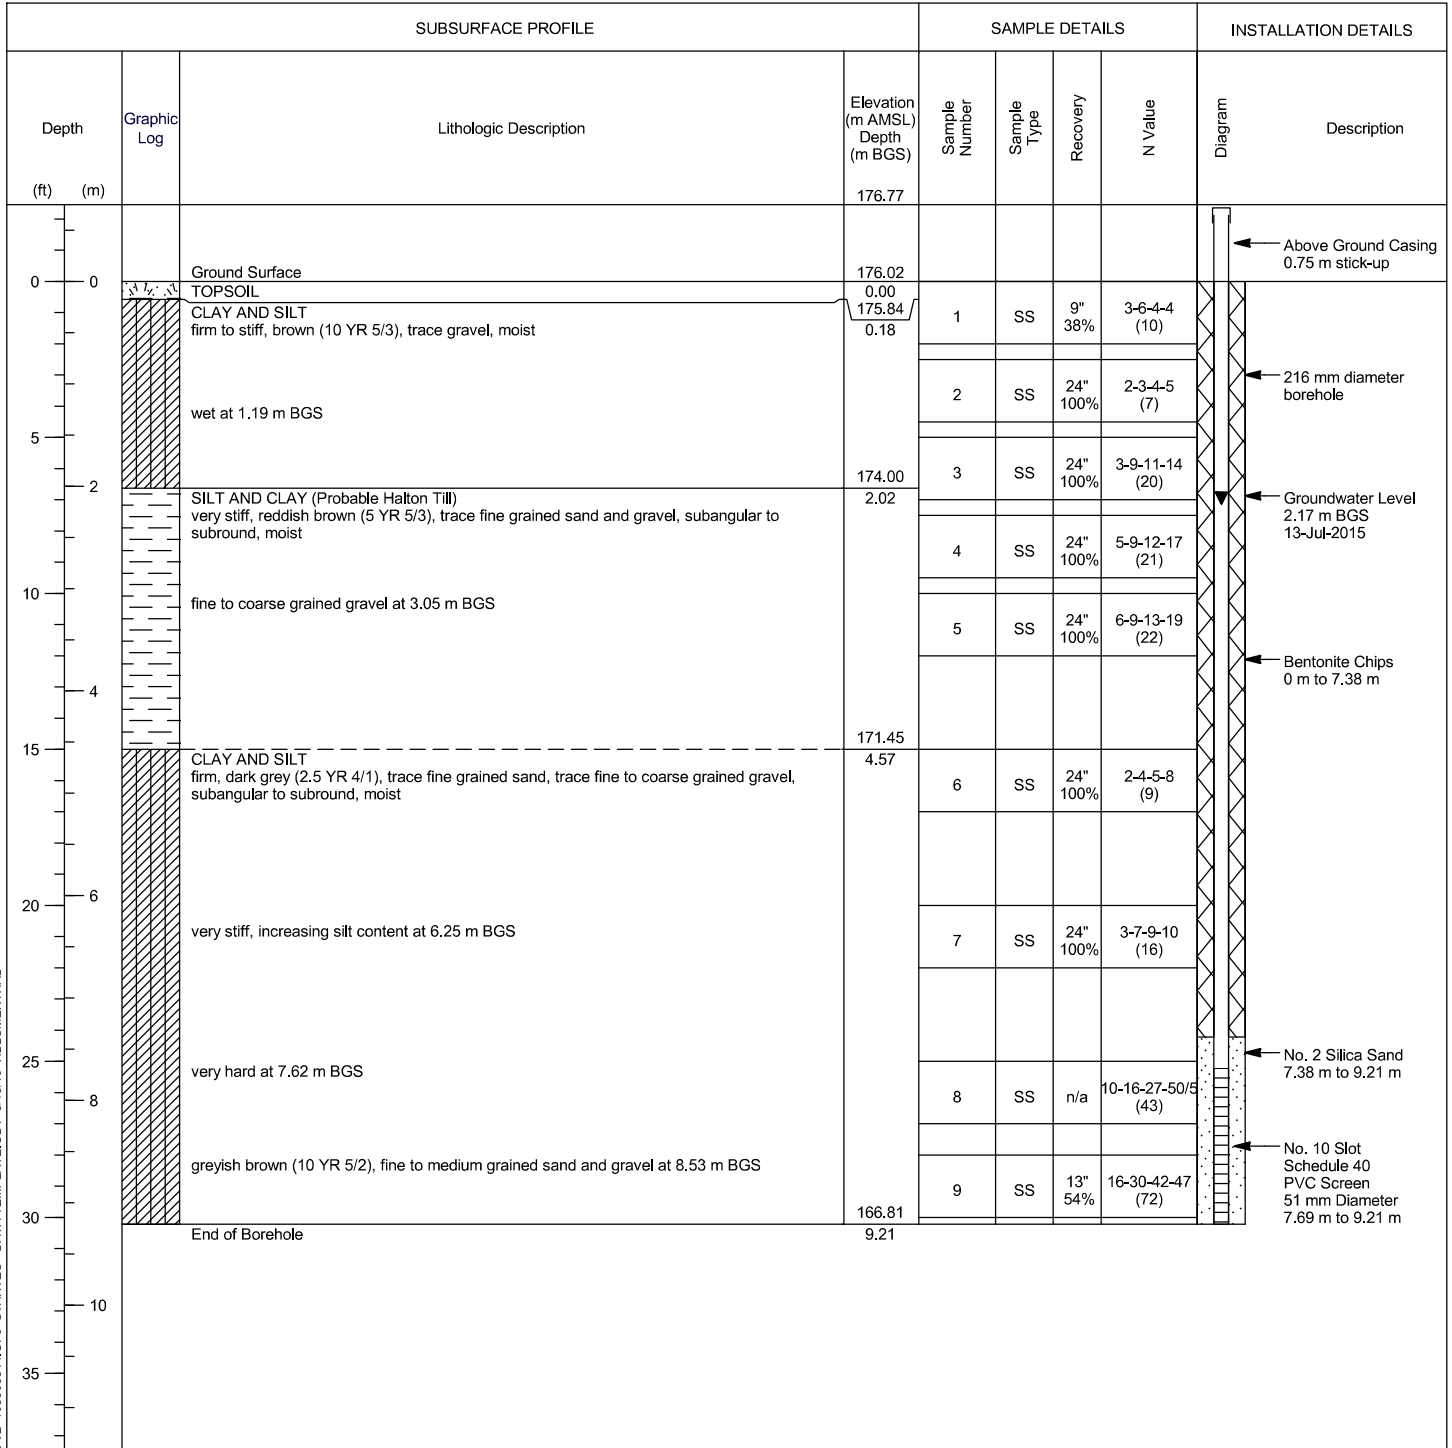 SUBSURFACE PROFILE
SAMPLE DETAILS
INSTALLATION DETAILS
Depth
(ft) (m)
Graphic
Log
Lithologic Description
Elevation
(m AMSL)
Depth
(m BGS)
176.77
Sample
Number
Sample
Type
Recovery
N Value
Diagram
Description
Above Ground Casing
0.75 m stick-up
Ground Surface
176.02
0
0
TOPSOIL
0.00
175.84
0.18
CLAY AND SILT
firm to stiff, brown (10 YR 5/3), trace gravel, moist
1
SS
9"
38%
3-6-4-4
(10)
216 mm diameter
borehole
2
SS
24"
100%
2-3-4-5
(7)
wet at 1.19 m BGS
5
3
SS
24"
100%
3-9-11-14
(20)
174.00
2
2.02
SILT AND CLAY (Probable Halton Till)
very stiff, reddish brown (5 YR 5/3), trace fine grained sand and gravel, subangular to
subround, moist
Groundwater Level
2.17 m BGS
13-Jul-2015
4
SS
24"
100%
5-9-12-17
(21)
10
fine to coarse grained gravel at 3.05 m BGS
5
SS
24"
100%
6-9-13-19
(22)
Bentonite Chips
0 m to 7.38 m
4
171.45
15
4.57
CLAY AND SILT
firm, dark grey (2.5 YR 4/1), trace fine grained sand, trace fine to coarse grained gravel,
subangular to subround, moist
6
SS
24"
100%
2-4-5-8
(9)
6
20
very stiff, increasing silt content at 6.25 m BGS
7
SS
24"
100%
3-7-9-10
(16)
No. 2 Silica Sand
7.38 m to 9.21 m
25
very hard at 7.62 m BGS
8
8
SS
n/a
10-16-27-50/5
(43)
No. 10 Slot
Schedule 40
PVC Screen
51 mm Diameter
7.69 m to 9.21 m
greyish brown (10 YR 5/2), fine to medium grained sand and gravel at 8.53 m BGS
9
SS
13"
54%
16-30-42-47
(72)
166.81
30
End of Borehole
9.21
10
35